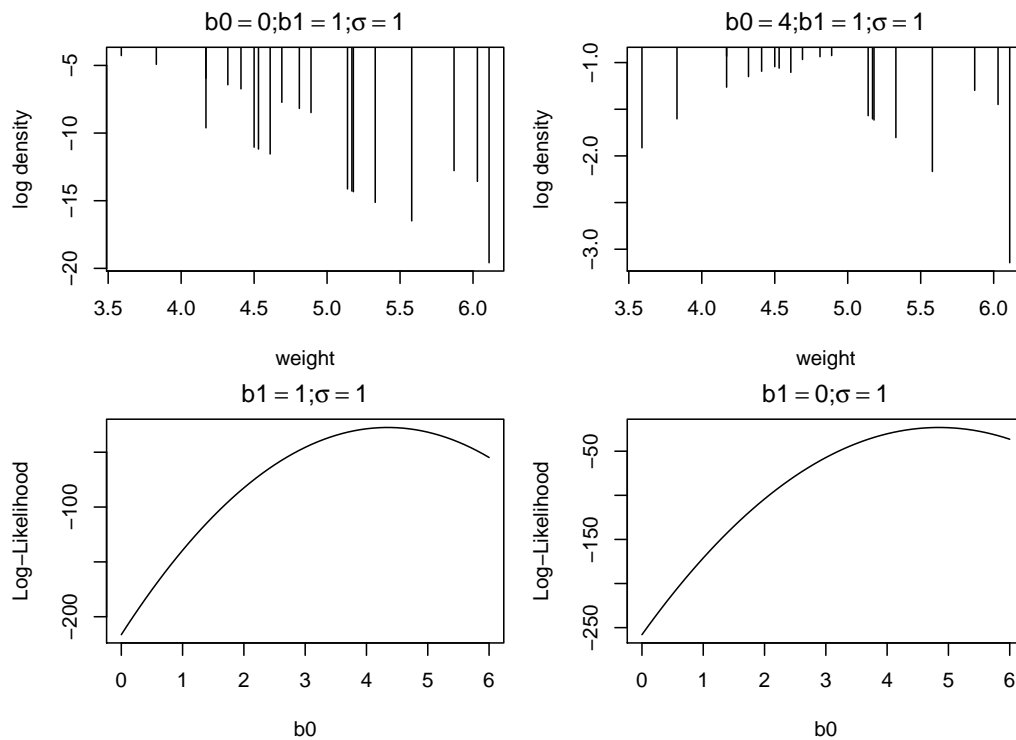 b0 = 0;b1 = 1;σ = 1
log density
−5
−10
−15
−20
3.5 4.0 4.5 5.0 5.5 6.0
weight
b0 = 4;b1 = 1;σ = 1
log density
−1.0
−2.0
−3.0
3.5 4.0 4.5 5.0 5.5 6.0
weight
b1 = 1;σ = 1
Log−Likelihood
−100
−200
0 1 2 3 4 5 6
b0
b1 = 0;σ = 1
Log−Likelihood
−50
−150
−250
0 1 2 3 4 5 6
b0